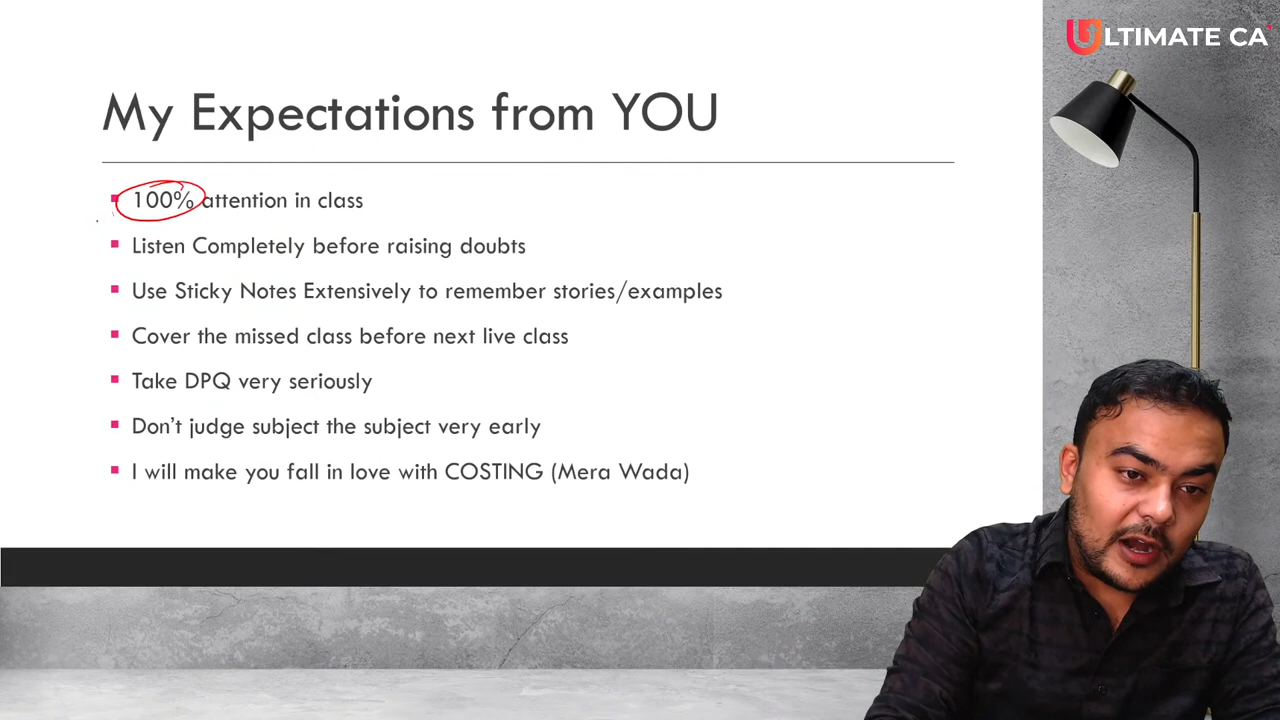 ULTIMATE CA
My Expectations from YOU
100% attention in class
Listen Completely before raising doubts
Use Sticky Notes Extensively to remember stories/examples
Cover the missed class before next live class
Take DPQ very seriously
Don't judge subject the subject very early
I will make you fall in love with COSTING (Mera Wada)